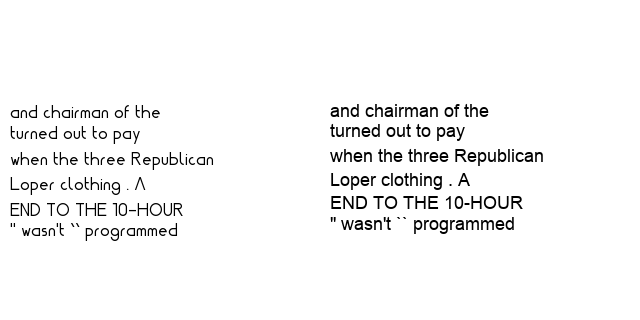 and chairman of the
turned out to pay
when the three Republican
Loper clothing . A
END TO THE 10-HOUR
" wasn't `` programmed
and chairman of the
turned out to pay
when the three Republican
Loper clothing . A
END TO THE 10-HOUR
" wasn't `` programmed